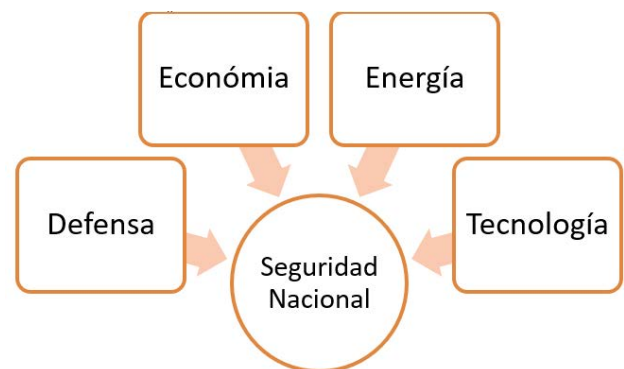 Económia
Energía
Defensa
Tecnología
Seguridad
Nacional